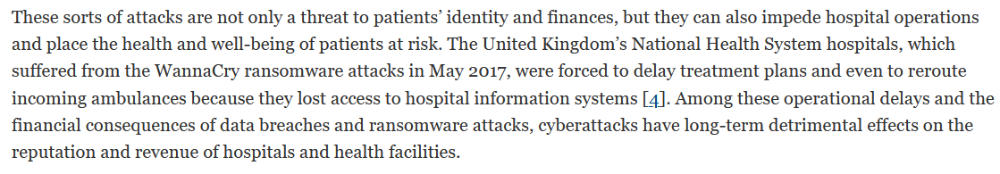 These sorts of attacks are not only a threat to patients’ identity and finances, but they can also impede hospital operations
and place the health and well-being of patients at risk. The United Kingdom’s National Health System hospitals, which
suffered from the WannaCry ransomware attacks in May 2017, were forced to delay treatment plans and even to reroute
incoming ambulances because they lost access to hospital information systems [4]. Among these operational delays and the
financial consequences of data breaches and ransomware attacks, cyberattacks have long-term detrimental effects on the
reputation and revenue of hospitals and health facilities.